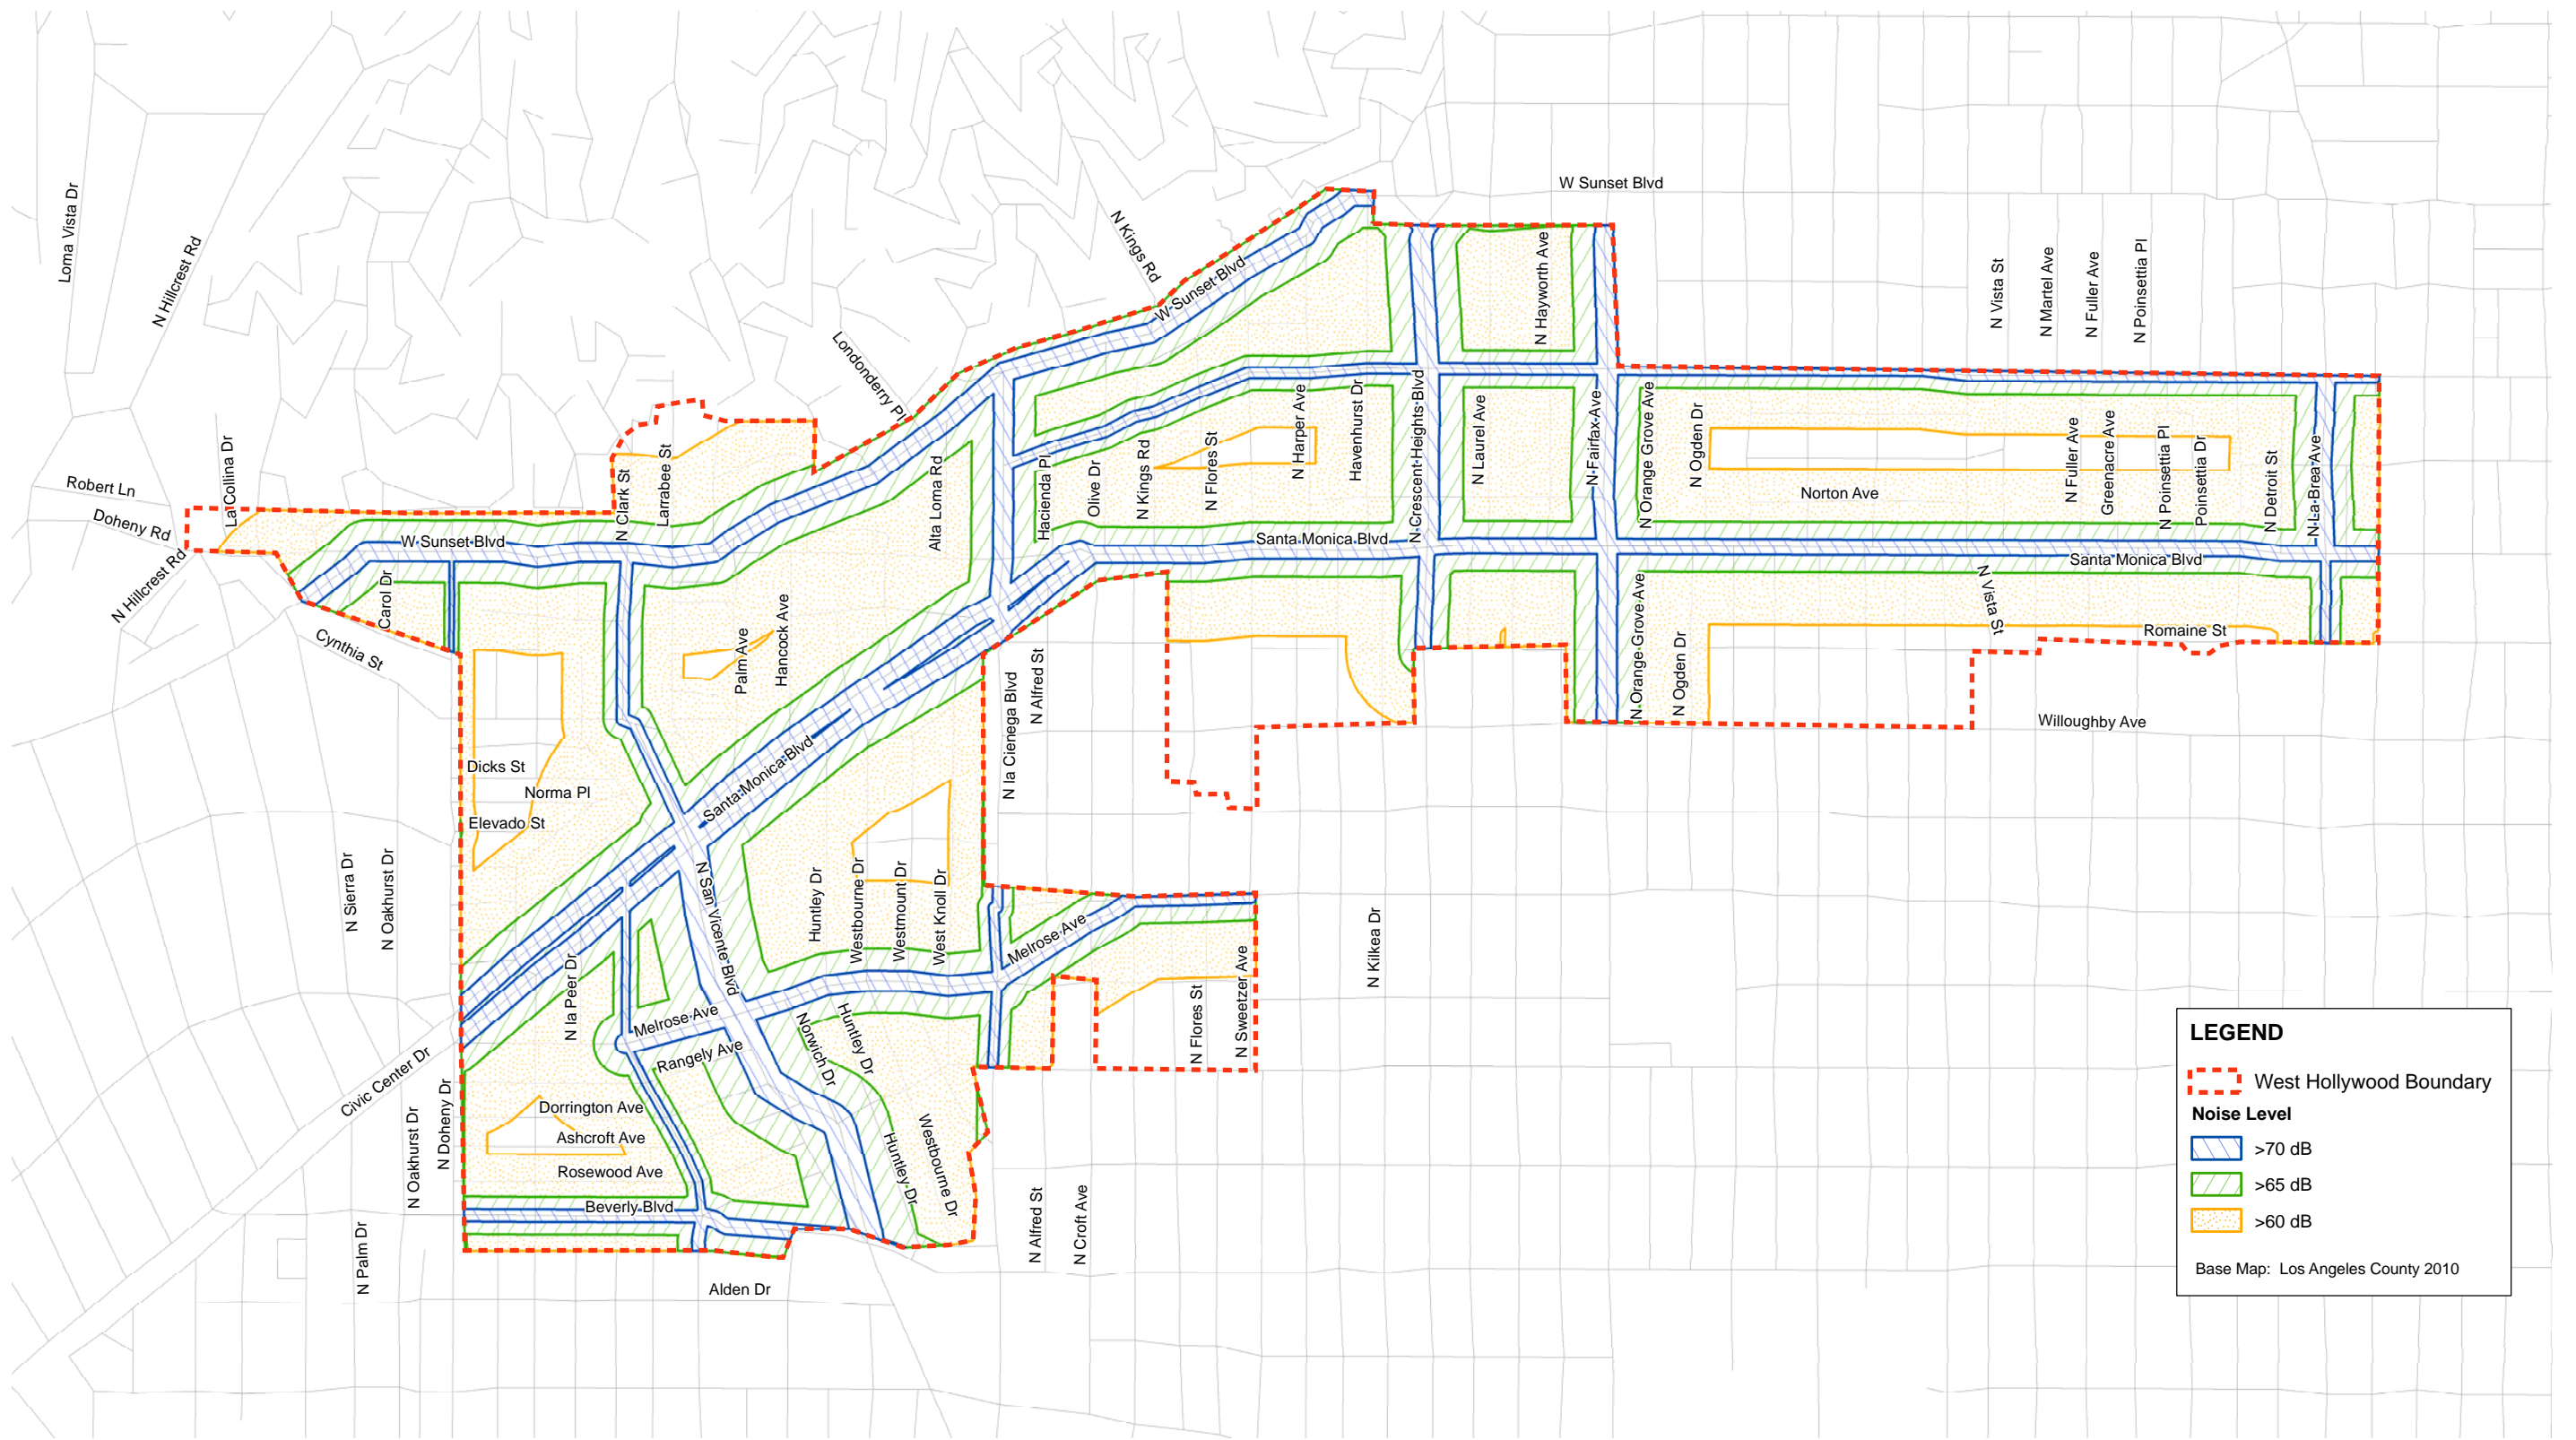 W Sunset Blvd
Loma Vista Dr
N Hillcrest Rd
N Kings Rd
W Sunset Blvd
N Hayworth Ave
N Vista St
N Martel Ave
N Fuller Ave
N Poinsettia Pl
Londonderry Pl
La Collina Dr
Robert Ln
Doheny Rd
N Hillcrest Rd
W Sunset Blvd
N Clark St
Larrabee St
Alta Loma Rd
Hacienda Pl
Olive Dr
N Kings Rd
N Flores St
N Harper Ave
Havenhurst Dr
N Crescent Heights Blvd
N Laurel Ave
N Fairfax Ave
N Orange Grove Ave
N Ogden Dr
Norton Ave
N Fuller Ave
Greenacre Ave
N Poinsettia Pl
Poinsettia Dr
N Detroit St
N La Brea Ave
Santa Monica Blvd
Santa Monica Blvd
Carol Dr
Cynthia St
Palm Ave
Hancock Ave
N la Cienega Blvd
N Alfred St
N Orange Grove Ave
N Ogden Dr
N Vista St
Romaine St
Willoughby Ave
Dicks St
Norma Pl
Elevado St
Santa Monica Blvd
N Sierra Dr
N Oakhurst Dr
N San Vicente Blvd
Huntley Dr
Westbourne Dr
Westmount Dr
West Knoll Dr
Melrose Ave
N Kilkea Dr
N la Peer Dr
Melrose Ave
Rangely Ave
Norwich Dr
Huntley Dr
N Flores St
N Sweetzer Ave
Civic Center Dr
N Oakhurst Dr
N Doheny Dr
Dorrington Ave
Ashcroft Ave
Rosewood Ave
Beverly Blvd
Huntley Dr
Westbourne Dr
N Alfred St
N Croft Ave
N Palm Dr
Alden Dr
LEGEND
West Hollywood Boundary
Noise Level
>70 dB
>65 dB
>60 dB
Base Map: Los Angeles County 2010